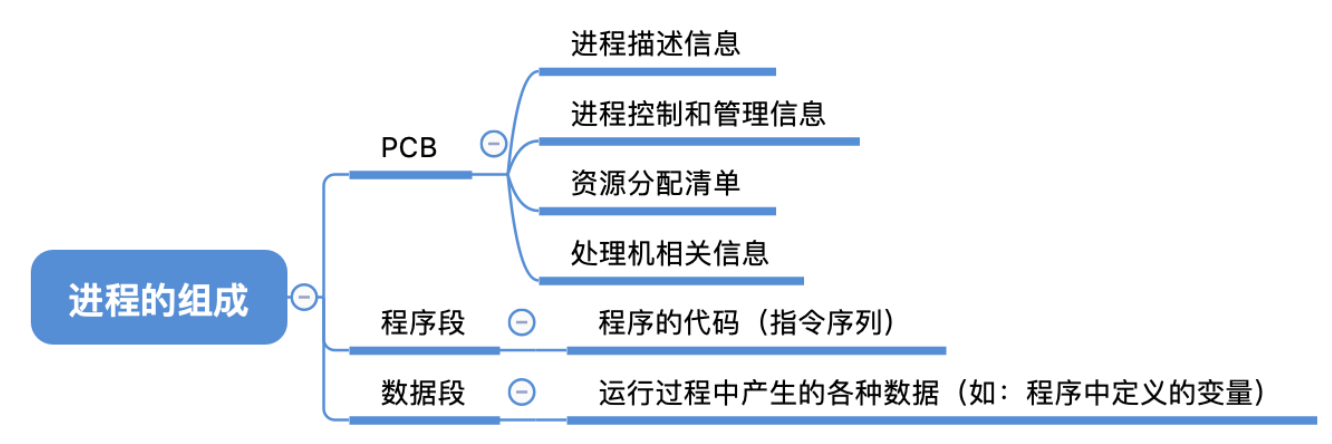 进程的组成
PCB
进程描述信息
进程控制和管理信息
资源分配清单
处理机相关信息
程序段
程序的代码（指令序列）
数据段
运行过程中产生的各种数据（如：程序中定义的变量）